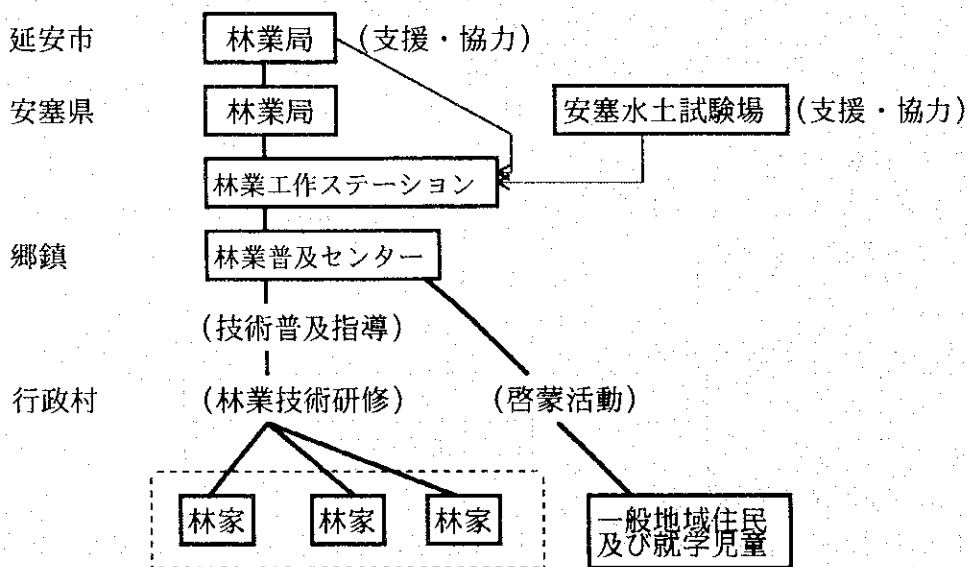 延安市 林業局 (支援・協力)
安塞県 林業局 安塞水土試験場 (支援・協力)
林業工作ステーション
郷鎮 林業普及センター
(技術普及指導)
行政村 (林業技術研修) (啓蒙活動)
林家 林家 林家 一般地域住民
及び就学児童